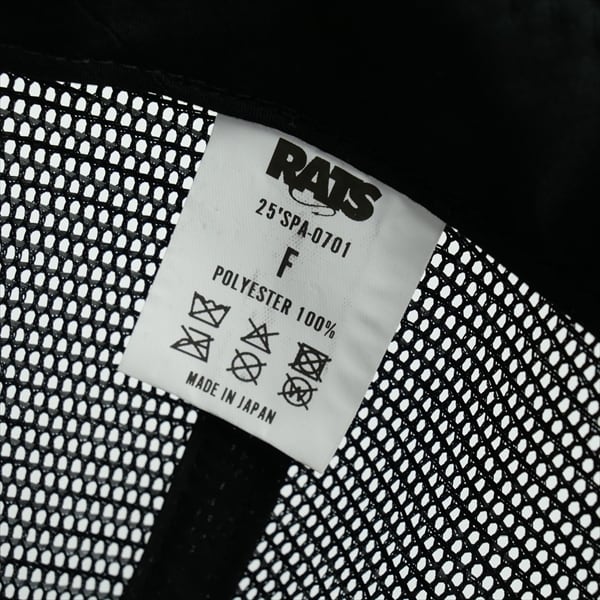 RATS
25'SPA-0701
F
POLYESTER 100%
MADE IN JAPAN